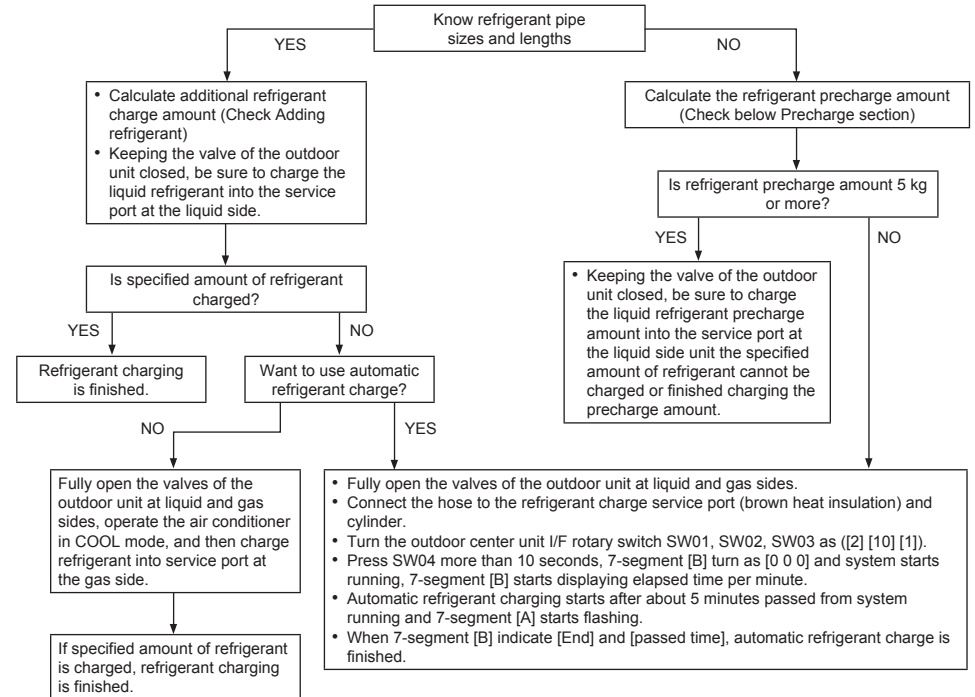 Know refrigerant pipe
sizes and lengths
YES
NO
• Calculate additional refrigerant
charge amount (Check Adding
refrigerant)
• Keeping the valve of the outdoor
unit closed, be sure to charge the
liquid refrigerant into the service
port at the liquid side.
Calculate the refrigerant precharge amount
(Check below Precharge section)
Is refrigerant precharge amount 5 kg
or more?
YES
NO
Is specified amount of refrigerant
charged?
• Keeping the valve of the outdoor
unit closed, be sure to charge
the liquid refrigerant precharge
amount into the service port at
the liquid side unit the specified
amount of refrigerant cannot be
charged or finished charging the
precharge amount.
YES
NO
Refrigerant charging
is finished.
Want to use automatic
refrigerant charge?
NO
YES
Fully open the valves of the
outdoor unit at liquid and gas
sides, operate the air conditioner
in COOL mode, and then charge
refrigerant into service port at
the gas side.
• Fully open the valves of the outdoor unit at liquid and gas sides.
• Connect the hose to the refrigerant charge service port (brown heat insulation) and
cylinder.
• Turn the outdoor center unit I/F rotary switch SW01, SW02, SW03 as ([2] [10] [1]).
• Press SW04 more than 10 seconds, 7-segment [B] turn as [0 0 0] and system starts
running, 7-segment [B] starts displaying elapsed time per minute.
• Automatic refrigerant charging starts after about 5 minutes passed from system
running and 7-segment [A] starts flashing.
• When 7-segment [B] indicate [End] and [passed time], automatic refrigerant charge is
finished.
If specified amount of refrigerant
is charged, refrigerant charging
is finished.